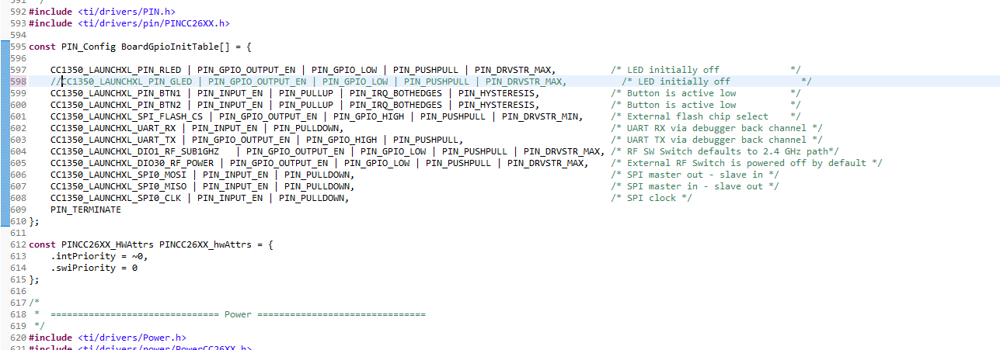 591 */
592 #include <ti/drivers/PIN.h>
593 #include <ti/drivers/pin/PINCC26XX.h>
594
595 const PIN_Config BoardGpioInitTable[] = {
596
597     CC1350_LAUNCHXL_PIN_RLED | PIN_GPIO_OUTPUT_EN | PIN_GPIO_LOW | PIN_PUSHPULL | PIN_DRVSTR_MAX,          /* LED initially off             */
598     //CC1350_LAUNCHXL_PIN_GLED | PIN_GPIO_OUTPUT_EN | PIN_GPIO_LOW | PIN_PUSHPULL | PIN_DRVSTR_MAX,          /* LED initially off             */
599     CC1350_LAUNCHXL_PIN_BTN1 | PIN_INPUT_EN | PIN_PULLUP | PIN_IRQ_BOTHEDGES | PIN_HYSTERESIS,             /* Button is active low          */
600     CC1350_LAUNCHXL_PIN_BTN2 | PIN_INPUT_EN | PIN_PULLUP | PIN_IRQ_BOTHEDGES | PIN_HYSTERESIS,             /* Button is active low          */
601     CC1350_LAUNCHXL_SPI_FLASH_CS | PIN_GPIO_OUTPUT_EN | PIN_GPIO_HIGH | PIN_PUSHPULL | PIN_DRVSTR_MIN,     /* External flash chip select    */
602     CC1350_LAUNCHXL_UART_RX | PIN_INPUT_EN | PIN_PULLDOWN,                                                 /* UART RX via debugger back channel */
603     CC1350_LAUNCHXL_UART_TX | PIN_GPIO_OUTPUT_EN | PIN_GPIO_HIGH | PIN_PUSHPULL,                           /* UART TX via debugger back channel */
604     CC1350_LAUNCHXL_DIO1_RF_SUB1GHZ   | PIN_GPIO_OUTPUT_EN | PIN_GPIO_LOW | PIN_PUSHPULL | PIN_DRVSTR_MAX, /* RF SW Switch defaults to 2.4 GHz path*/
605     CC1350_LAUNCHXL_DIO30_RF_POWER | PIN_GPIO_OUTPUT_EN | PIN_GPIO_LOW | PIN_PUSHPULL | PIN_DRVSTR_MAX,    /* External RF Switch is powered off by default */
606     CC1350_LAUNCHXL_SPI0_MOSI | PIN_INPUT_EN | PIN_PULLDOWN,                                               /* SPI master out - slave in */
607     CC1350_LAUNCHXL_SPI0_MISO | PIN_INPUT_EN | PIN_PULLDOWN,                                               /* SPI master in - slave out */
608     CC1350_LAUNCHXL_SPI0_CLK | PIN_INPUT_EN | PIN_PULLDOWN,                                                /* SPI clock */
609     PIN_TERMINATE
610 };
611
612 const PINCC26XX_HWAttrs PINCC26XX_hwAttrs = {
613     .intPriority = ~0,
614     .swiPriority = 0
615 };
616
617 /*
618  *  =============================== Power ===============================
619  */
620 #include <ti/drivers/Power.h>
621 #include <ti/drivers/power/PowerCC26XX.h>